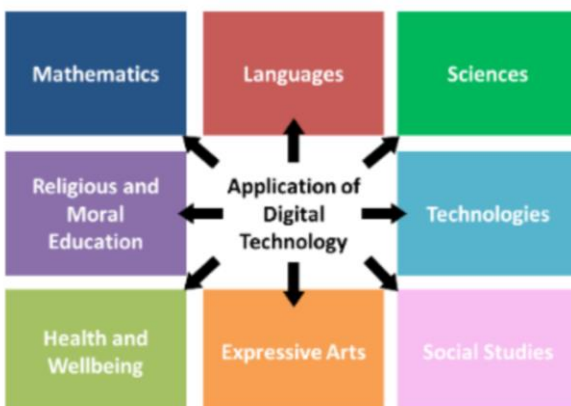 Mathematics
Languages
Sciences
Religious and
Moral
Education
Application of
Digital
Technology
Technologies
Health and
Wellbeing
Expressive Arts
Social Studies